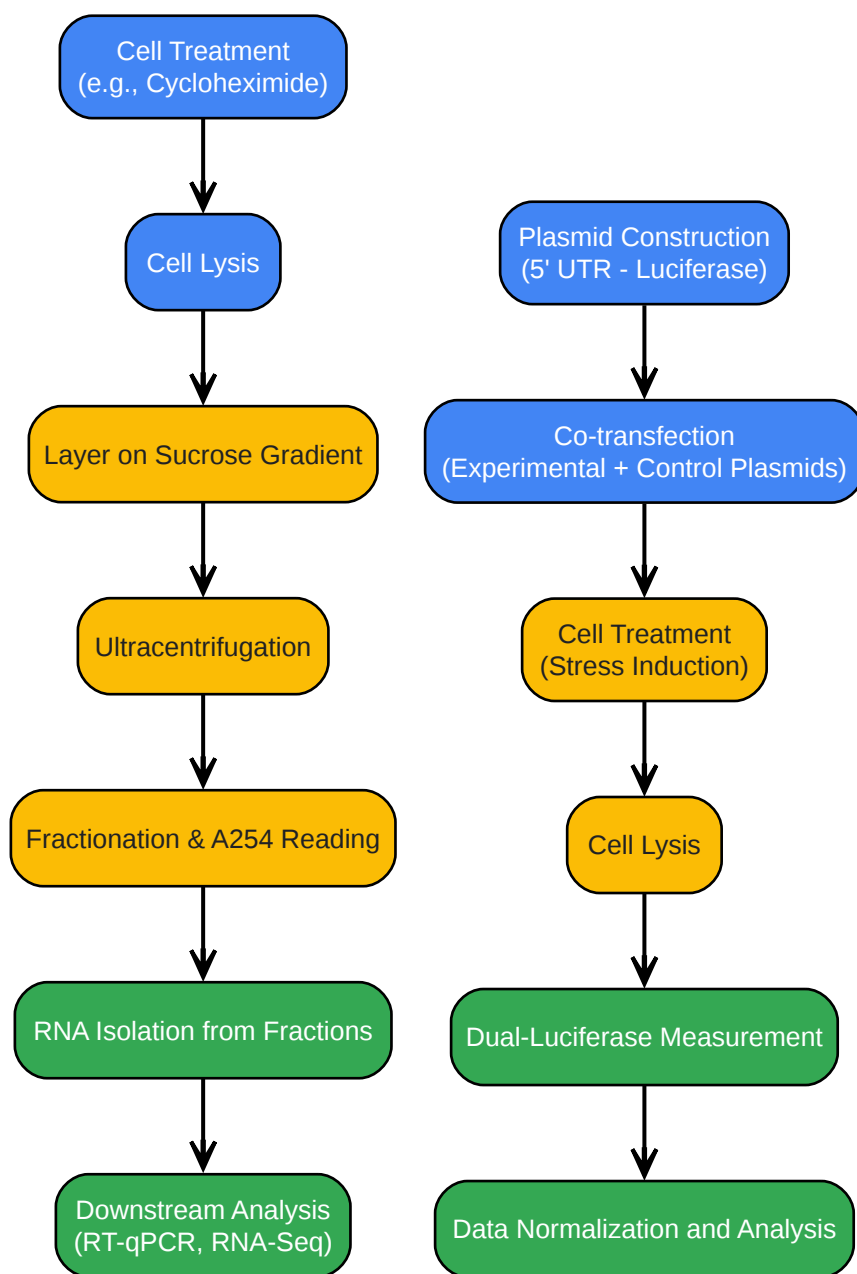 Cell Treatment
(e.g., Cycloheximide)
Cell Lysis
Layer on Sucrose Gradient
Ultracentrifugation
Fractionation & A254 Reading
RNA Isolation from Fractions
Downstream Analysis
(RT-qPCR, RNA-Seq)
Plasmid Construction
(5' UTR - Luciferase)
Co-transfection
(Experimental + Control Plasmids)
Cell Treatment
(Stress Induction)
Cell Lysis
Dual-Luciferase Measurement
Data Normalization and Analysis